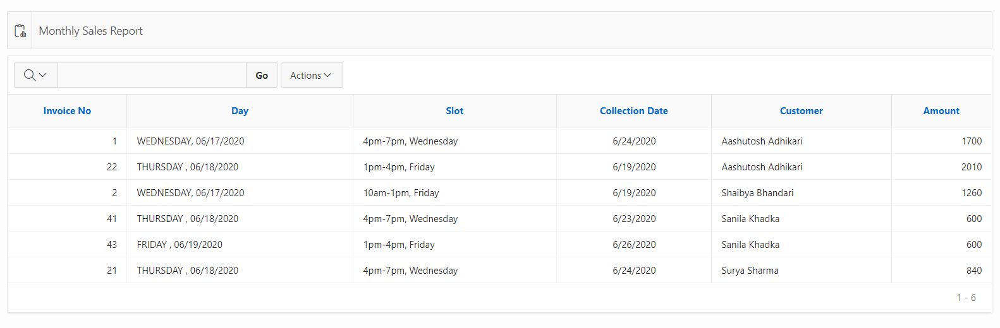 Monthly Sales Report
Go Actions
Invoice No Day Slot Collection Date Customer Amount
1 WEDNESDAY, 06/17/2020 4pm-7pm, Wednesday 6/24/2020 Aashutosh Adhikari 1700
22 THURSDAY , 06/18/2020 1pm-4pm, Friday 6/19/2020 Aashutosh Adhikari 2010
2 WEDNESDAY, 06/17/2020 10am-1pm, Friday 6/19/2020 Shaibya Bhandari 1260
41 THURSDAY , 06/18/2020 4pm-7pm, Wednesday 6/23/2020 Sanila Khadka 600
43 FRIDAY , 06/19/2020 1pm-4pm, Friday 6/26/2020 Sanila Khadka 600
21 THURSDAY , 06/18/2020 4pm-7pm, Wednesday 6/24/2020 Surya Sharma 840
1 - 6